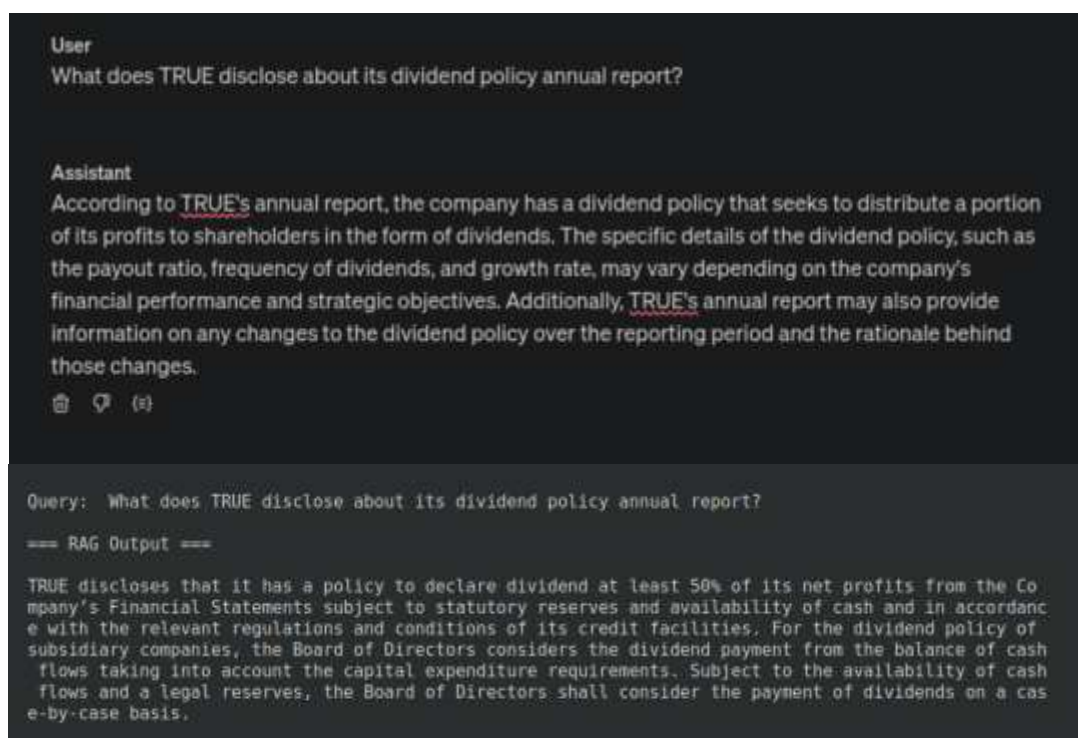 User
What does TRUE disclose about its dividend policy annual report?
Assistant
According to TRUE's annual report, the company has a dividend policy that seeks to distribute a portion
of its profits to shareholders in the form of dividends. The specific details of the dividend policy, such as
the payout ratio, frequency of dividends, and growth rate, may vary depending on the company's
financial performance and strategic objectives. Additionally, TRUE's annual report may also provide
information on any changes to the dividend policy over the reporting period and the rationale behind
those changes.
Query:  What does TRUE disclose about its dividend policy annual report?
=== RAG Output ===
TRUE discloses that it has a policy to declare dividend at least 50% of its net profits from the Co
mpany's Financial Statements subject to statutory reserves and availability of cash and in accordanc
e with the relevant regulations and conditions of its credit facilities. For the dividend policy of
subsidiary companies, the Board of Directors considers the dividend payment from the balance of cash
 flows taking into account the capital expenditure requirements. Subject to the availability of cash
 flows and a legal reserves, the Board of Directors shall consider the payment of dividends on a cas
e-by-case basis.